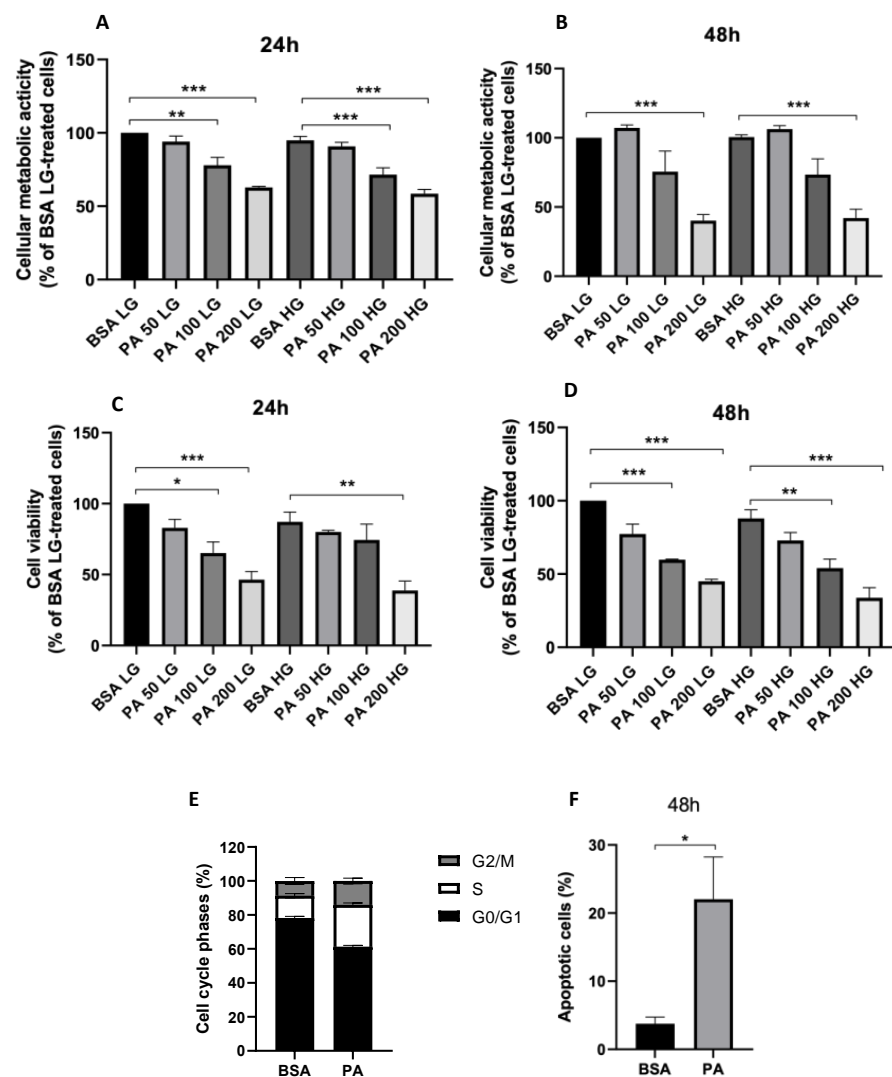 A
24h
Cellular metabolic activity
(% of BSA LG-treated cells)
150
100
50
0
***
**
***
***
BSA LG
PA 50 LG
PA 100 LG
PA 200 LG
BSA HG
PA 50 HG
PA 100 HG
PA 200 HG
B
48h
Cellular metabolic acticity
(% of BSA LG-treated cells)
150
100
50
0
***
***
BSA LG
PA 50 LG
PA 100 LG
PA 200 LG
BSA HG
PA 50 HG
PA 100 HG
PA 200 HG
C
24h
Cell viability
(% of BSA LG-treated cells)
150
100
50
0
***
*
**
BSA LG
PA 50 LG
PA 100 LG
PA 200 LG
BSA HG
PA 50 HG
PA 100 HG
PA 200 HG
D
48h
Cell viability
(% of BSA LG-treated cells)
150
100
50
0
***
***
***
**
BSA LG
PA 50 LG
PA 100 LG
PA 200 LG
BSA HG
PA 50 HG
PA 100 HG
PA 200 HG
E
Cell cycle phases (%)
120
100
80
60
40
20
0
BSA
PA
G2/M
S
G0/G1
F
48h
Apoptotic cells (%)
30
20
10
0
*
BSA
PA